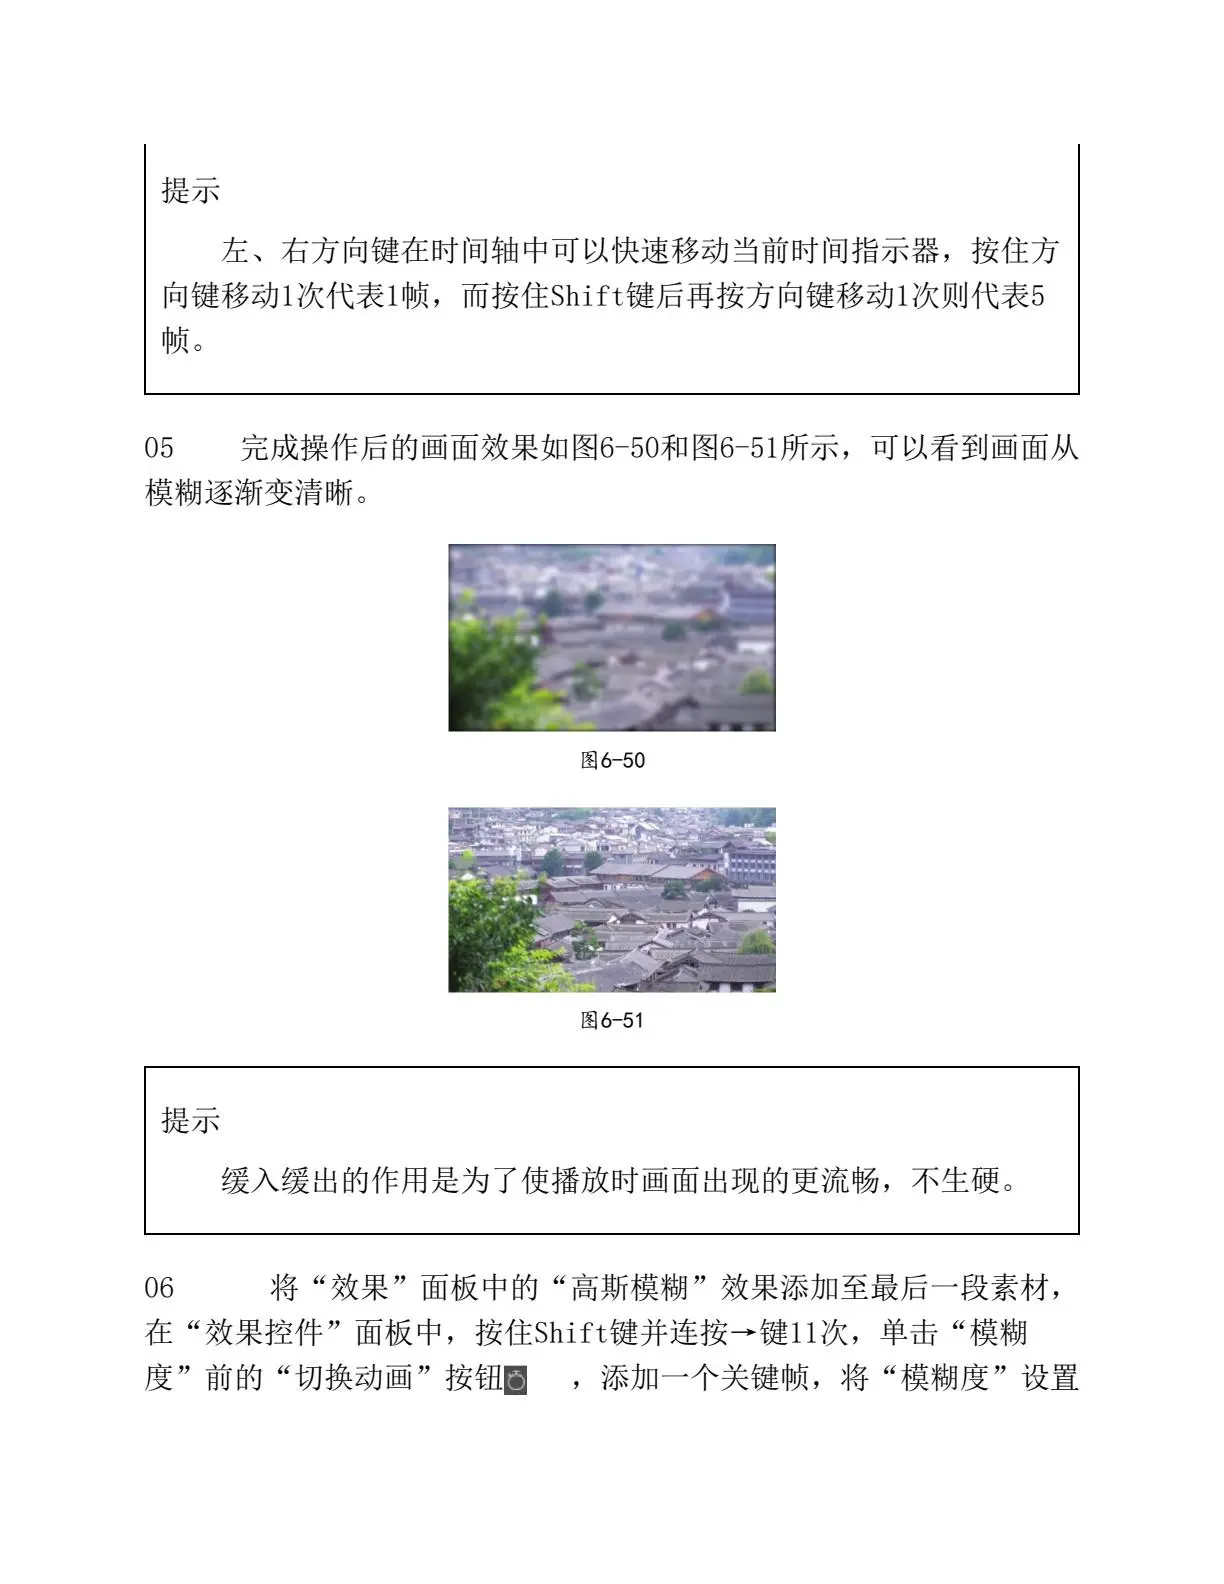 提示
左、右方向键在时间轴中可以快速移动当前时间指示器，按住方
向键移动1次代表1帧，而按住Shift键后再按方向键移动1次则代表5
帧。
05 完成操作后的画面效果如图6-50和图6-51所示，可以看到画面从
模糊逐渐变清晰。
图6-50
图6-51
提示
缓入缓出的作用是为了使播放时画面出现的更流畅，不生硬。
06 将“效果”面板中的“高斯模糊”效果添加至最后一段素材，
在“效果控件”面板中，按住Shift键并连按→键11次，单击“模糊
度”前的“切换动画”按钮 ，添加一个关键帧，将“模糊度”设置